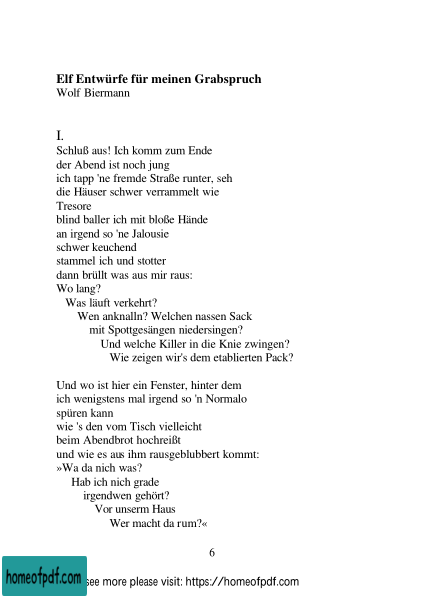 Elf Entwürfe für meinen Grabspruch
Wolf Biermann
I.
Schluß aus! Ich komm zum Ende
der Abend ist noch jung
ich tapp 'ne fremde Straße runter, seh
die Häuser schwer verrammelt wie
Tresore
blind baller ich mit bloße Hände
an irgend so 'ne Jalousie
schwer keuchend
stammel ich und stotter
dann brüllt was aus mir raus:
Wo lang?
Was läuft verkehrt?
Wen anknalln? Welchen nassen Sack
mit Spottgesängen niedersingen?
Und welche Killer in die Knie zwingen?
Wie zeigen wir's dem etablierten Pack?
Und wo ist hier ein Fenster, hinter dem
ich wenigstens mal irgend so 'n Normalo
spüren kann
wie 's den vom Tisch vielleicht
beim Abendbrot hochreißt
und wie es aus ihm rausgeblubbert kommt:
»Wa da nich was?
Hab ich nich grade
irgendwen gehört?
Vor unserm Haus
Wer macht da rum?«
6
homeofpdf.com
see more please visit: https://homeofpdf.com